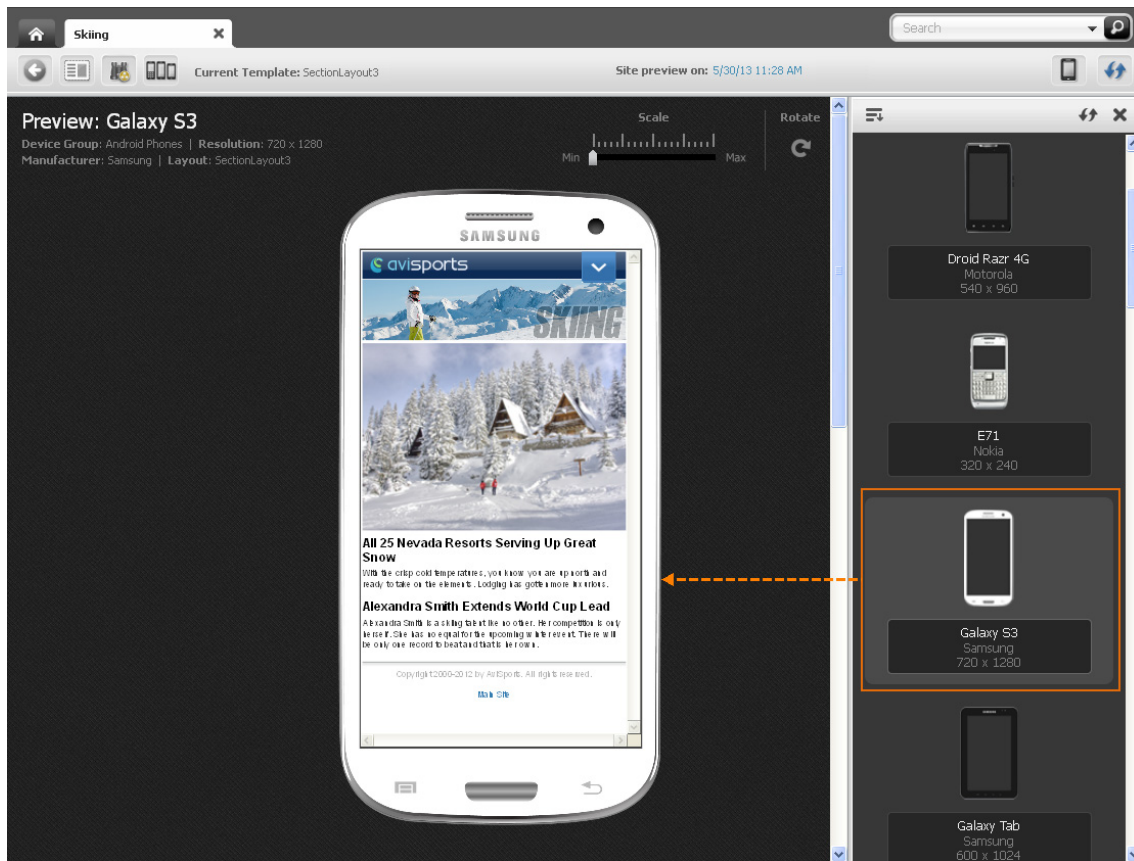 Skiing
Search
Current Template: SectionLayout3
Site preview on: 5/30/13 11:28 AM
Preview: Galaxy S3
Device Group: Android Phones | Resolution: 720 x 1280
Manufacturer: Samsung | Layout: SectionLayout3
Scale
Min
Max
Rotate
SAMSUNG
avisports
SKIING
All 25 Nevada Resorts Serving Up Great
Snow
With the crisp cold temperatures, you know you are up north and
ready to take on the elements. Lodging has gotten more luxurious.
Alexandra Smith Extends World Cup Lead
Alexandra Smith is a skiing talent like no other. Her competition is only
herself. She has no equal for the upcoming winter event. There will
be only one record to beat and that is her own.
Copyright 2006-2012 by AviSports. All rights reserved.
Main Site
Droid Razr 4G
Motorola
540 x 960
E71
Nokia
320 x 240
Galaxy S3
Samsung
720 x 1280
Galaxy Tab
Samsung
600 x 1024